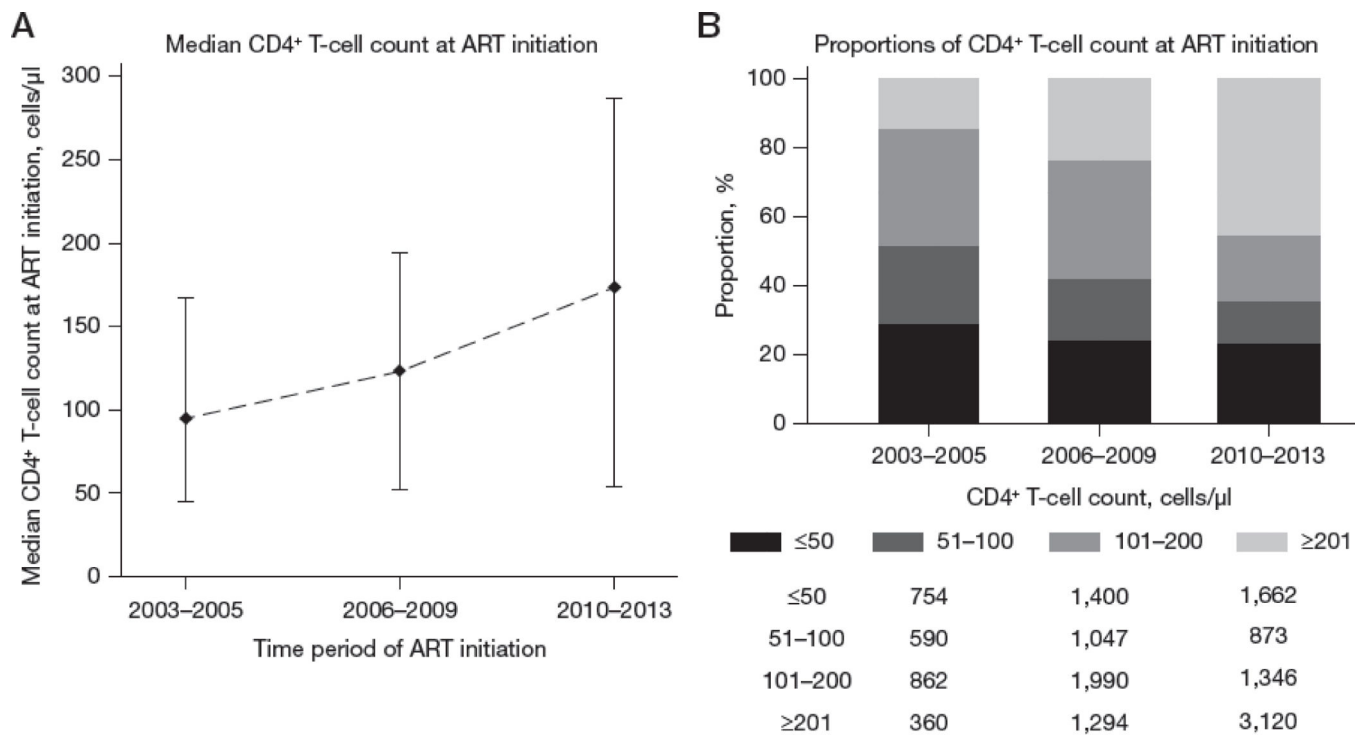 A
Median CD4⁺ T-cell count at ART initiation
Median CD4⁺ T-cell count at ART initiation, cells/µl
300
250
200
150
100
50
0
2003–2005 2006–2009 2010–2013
Time period of ART initiation
B
Proportions of CD4⁺ T-cell count at ART initiation
Proportion, %
100
80
60
40
20
0
2003–2005 2006–2009 2010–2013
CD4⁺ T-cell count, cells/µl
≤50 51–100 101–200 ≥201
≤50 754 1,400 1,662
51–100 590 1,047 873
101–200 862 1,990 1,346
≥201 360 1,294 3,120